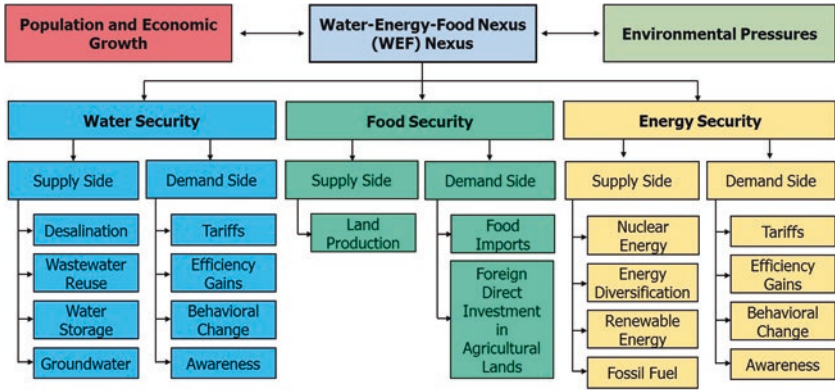 Population and Economic
Growth
Water-Energy-Food Nexus
(WEF) Nexus
Environmental Pressures
Water Security
Food Security
Energy Security
Supply Side
Demand Side
Supply Side
Demand Side
Supply Side
Demand Side
Desalination
Wastewater
Reuse
Water
Storage
Groundwater
Tariffs
Efficiency
Gains
Behavioral
Change
Awareness
Land
Production
Food
Imports
Foreign
Direct
Investment
in
Agricultural
Lands
Nuclear
Energy
Energy
Diversification
Renewable
Energy
Fossil Fuel
Tariffs
Efficiency
Gains
Behavioral
Change
Awareness